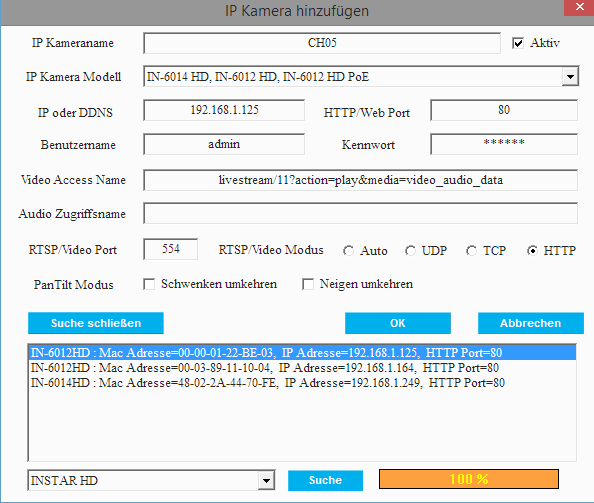 IP Kamera hinzufügen
IP Kameraname CH05 Aktiv
IP Kamera Modell IN-6014 HD, IN-6012 HD, IN-6012 HD PoE
IP oder DDNS 192.168.1.125 HTTP/Web Port 80
Benutzername admin Kennwort ******
Video Access Name livestream/11?action=play&media=video_audio_data
Audio Zugriffsname
RTSP/Video Port 554 RTSP/Video Modus Auto UDP TCP HTTP
PanTilt Modus Schwenken umkehren Neigen umkehren
Suche schließen OK Abbrechen
IN-6012HD : Mac Adresse=00-00-01-22-BE-03, IP Adresse=192.168.1.125, HTTP Port=80
IN-6012HD : Mac Adresse=00-03-89-11-10-04, IP Adresse=192.168.1.164, HTTP Port=80
IN-6014HD : Mac Adresse=48-02-2A-44-70-FE, IP Adresse=192.168.1.249, HTTP Port=80
INSTAR HD Suche 100 %